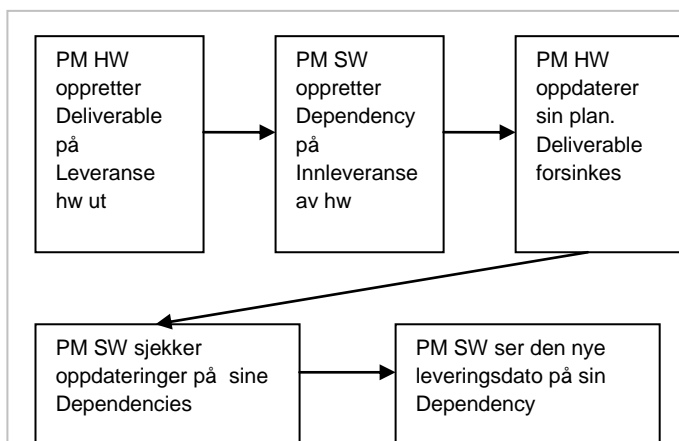 PM HW
oppretter
Deliverable
på
Leveranse
hw ut
PM SW
oppretter
Dependency
på
Innleveranse
av hw
PM HW
oppdaterer
sin plan.
Deliverable
forsinkes
PM SW sjekker
oppdateringer på sine
Dependencies
PM SW ser den nye
leveringsdato på sin
Dependency